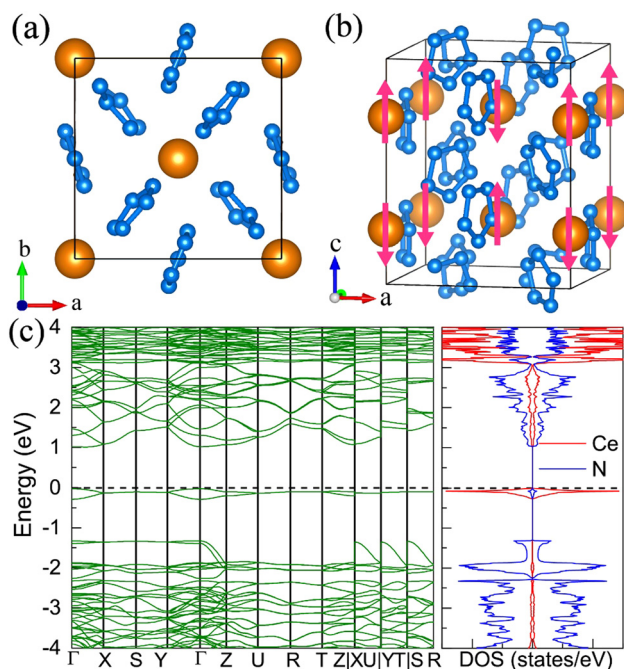 (a)
(b)
b
a
c
a
(c)
4
3
2
1
0
-1
-2
-3
-4
Energy (eV)
Γ X S Y Γ Z U R T Z|XU|YT|S R
Ce
N
DOS (states/eV)